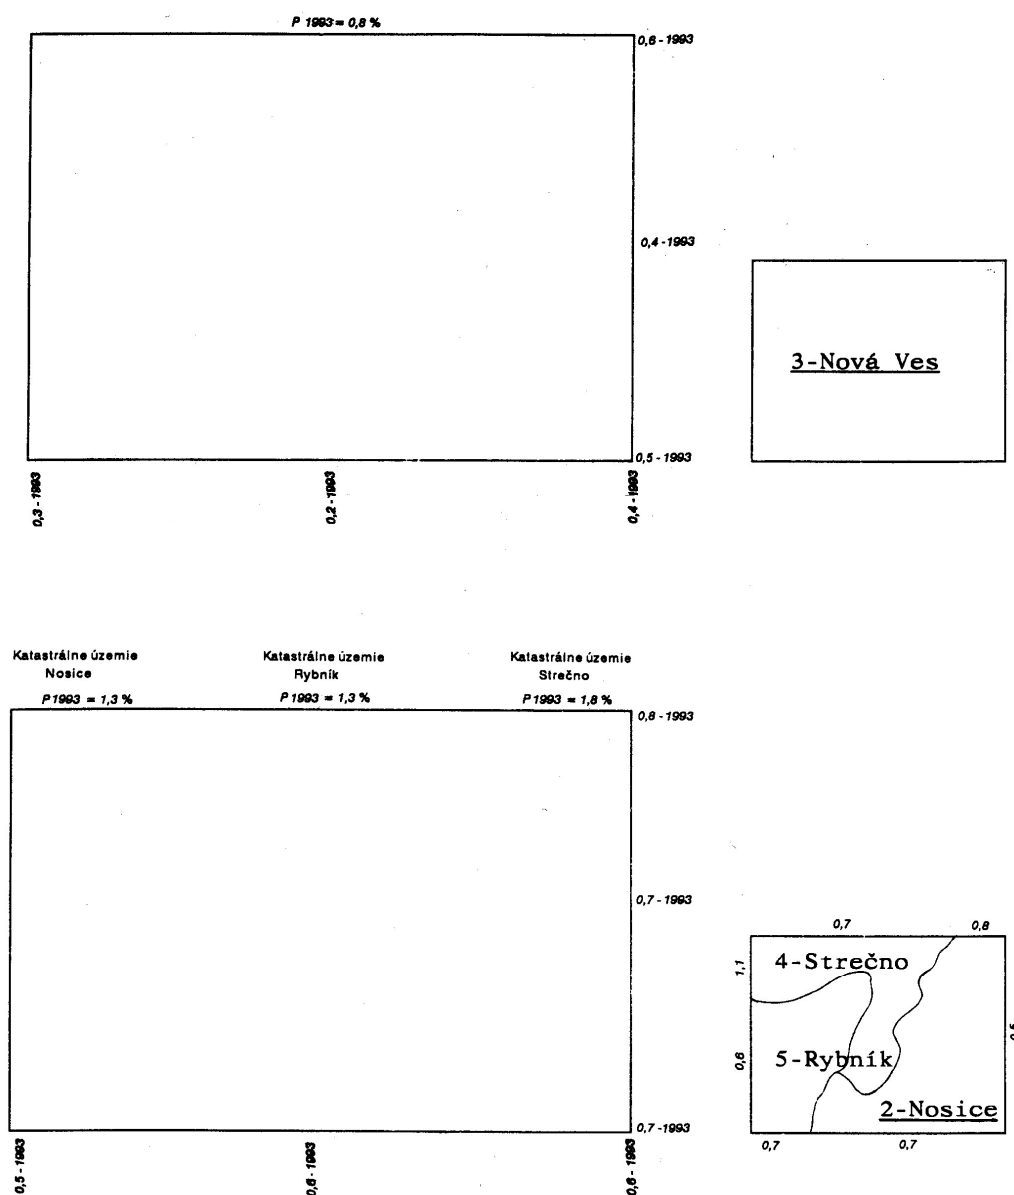 P 1993 = 0,8 %
0,6 - 1993
0,4 - 1993
3-Nová Ves
0,5 - 1993
0,3 - 1993
0,2 - 1993
0,4 - 1993
Katastrálne územie
Nosice
P 1993 = 1,3 %
Katastrálne územie
Rybník
P 1993 = 1,3 %
Katastrálne územie
Strečno
P 1993 = 1,8 %
0,8 - 1993
0,7 - 1993
0,7 - 1993
0,5 - 1993
0,6 - 1993
0,6 - 1993
0,7
0,8
1,1
4-Strečno
0,6
5-Rybník
2-Nosice
0,7
0,7